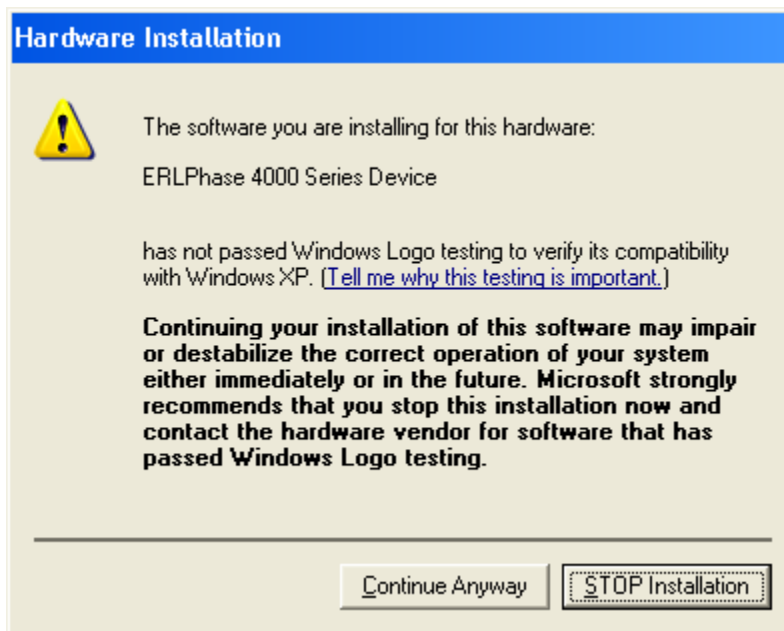 Hardware Installation
The software you are installing for this hardware:
ERLPhase 4000 Series Device
has not passed Windows Logo testing to verify its compatibility
with Windows XP. (Tell me why this testing is important.)
Continuing your installation of this software may impair
or destabilize the correct operation of your system
either immediately or in the future. Microsoft strongly
recommends that you stop this installation now and
contact the hardware vendor for software that has
passed Windows Logo testing.
Continue Anyway STOP Installation